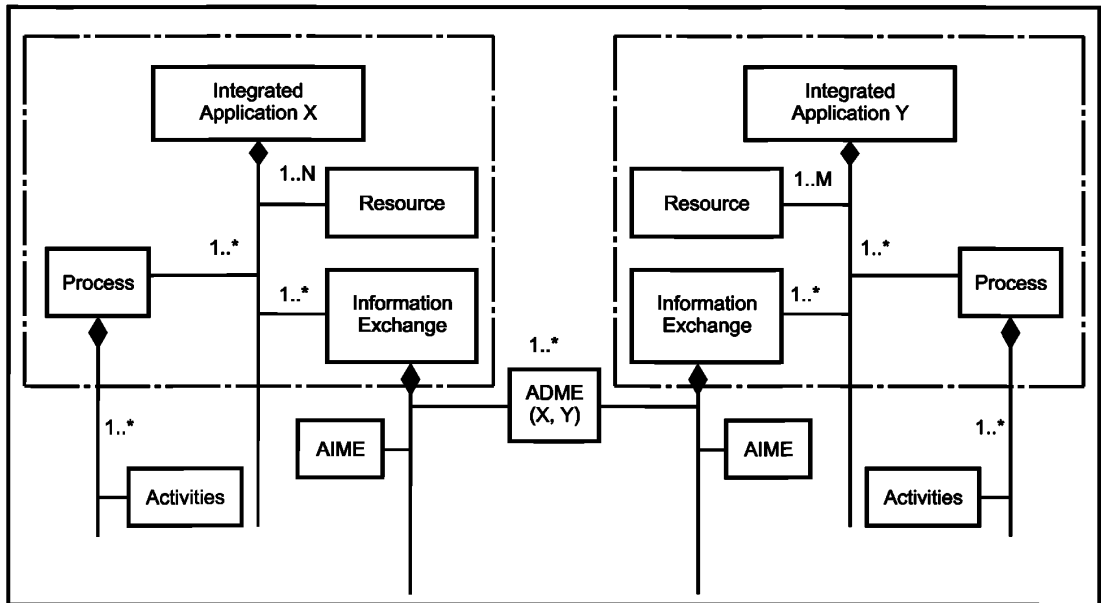 Integrated
Application X
Integrated
Application Y
1..N
Resource
Resource
1..M
1..*
Process
1..*
Information
Exchange
Information
Exchange
1..*
1..*
Process
1..*
ADME
(X, Y)
1..*
AIME
AIME
1..*
Activities
Activities